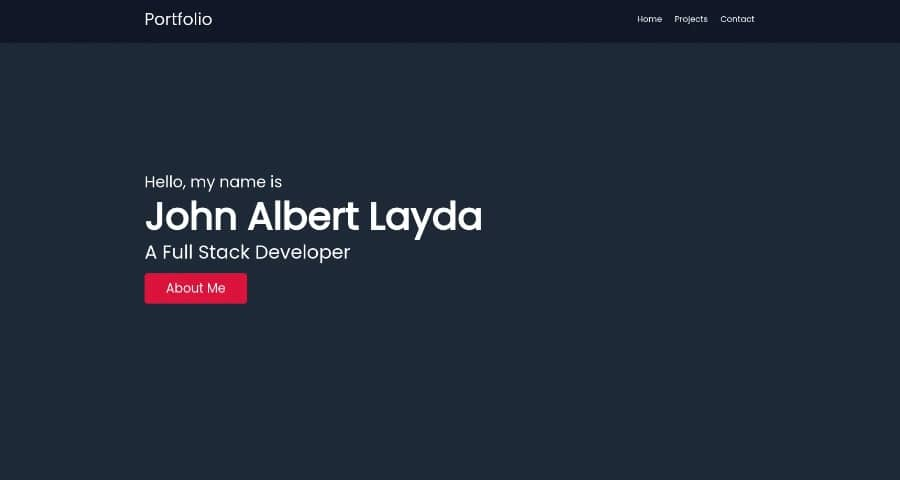 Portfolio
Home Projects Contact
Hello, my name is
John Albert Layda
A Full Stack Developer
About Me